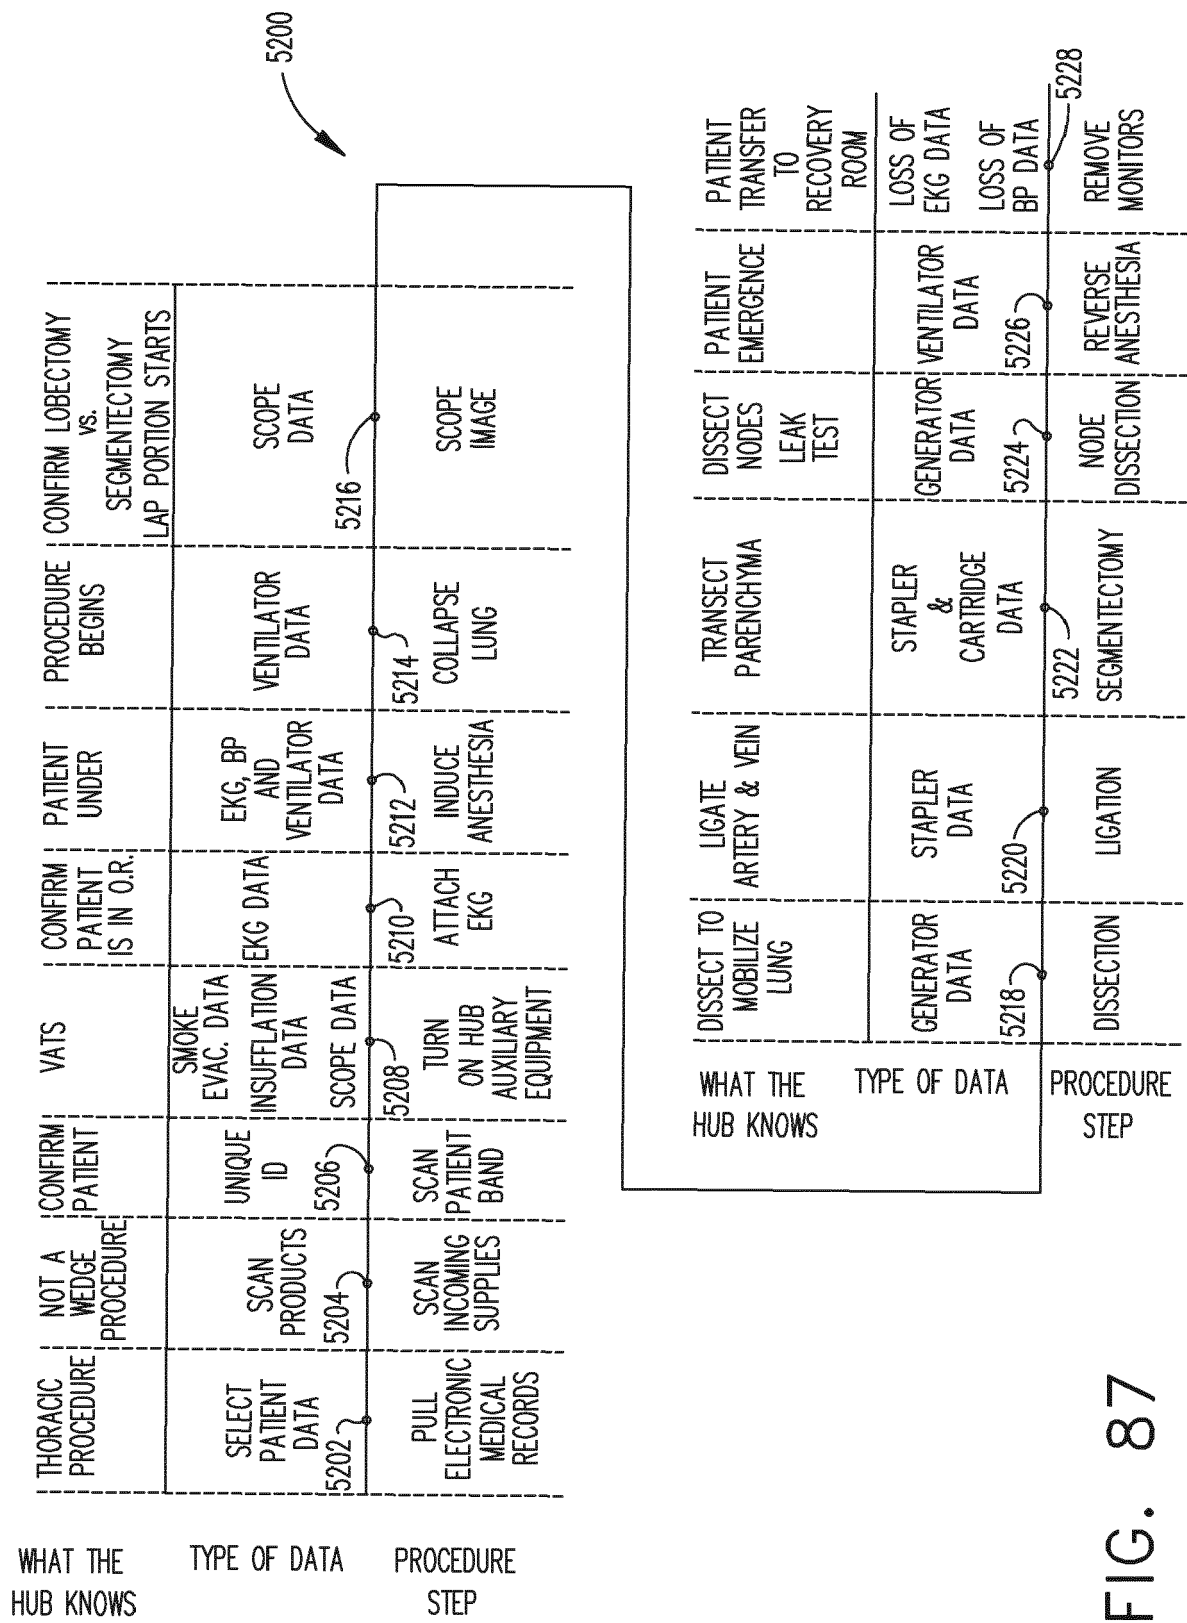 5200
WHAT THE
HUB KNOWS
THORACIC
PROCEDURE
NOT A
WEDGE
PROCEDURE
CONFIRM
PATIENT
VATS
CONFIRM
PATIENT
IS IN O.R.
PATIENT
UNDER
PROCEDURE
BEGINS
CONFIRM LOBECTOMY
vs.
SEGMENTECTOMY
LAP PORTION STARTS
TYPE OF DATA
SELECT
PATIENT
DATA
5202
SCAN
PRODUCTS
5204
UNIQUE
ID
5206
SMOKE
EVAC. DATA
INSUFFLATION
DATA
SCOPE DATA
5208
EKG DATA
5210
EKG, BP
AND
VENTILATOR
DATA
5212
VENTILATOR
DATA
5214
SCOPE
DATA
5216
PROCEDURE
STEP
PULL
ELECTRONIC
MEDICAL
RECORDS
SCAN
INCOMING
SUPPLIES
SCAN
PATIENT
BAND
TURN
ON HUB
AUXILIARY
EQUIPMENT
ATTACH
EKG
INDUCE
ANESTHESIA
COLLAPSE
LUNG
SCOPE
IMAGE
WHAT THE
HUB KNOWS
DISSECT TO
MOBILIZE
LUNG
LIGATE
ARTERY & VEIN
TRANSECT
PARENCHYMA
DISSECT
NODES
LEAK
TEST
PATIENT
EMERGENCE
PATIENT
TRANSFER
TO
RECOVERY
ROOM
TYPE OF DATA
GENERATOR
DATA
5218
STAPLER
DATA
5220
STAPLER
&
CARTRIDGE
DATA
5222
GENERATOR
DATA
5224
VENTILATOR
DATA
5226
LOSS OF
EKG DATA
LOSS OF
BP DATA
5228
PROCEDURE
STEP
DISSECTION
LIGATION
SEGMENTECTOMY
NODE
DISSECTION
REVERSE
ANESTHESIA
REMOVE
MONITORS
FIG. 87